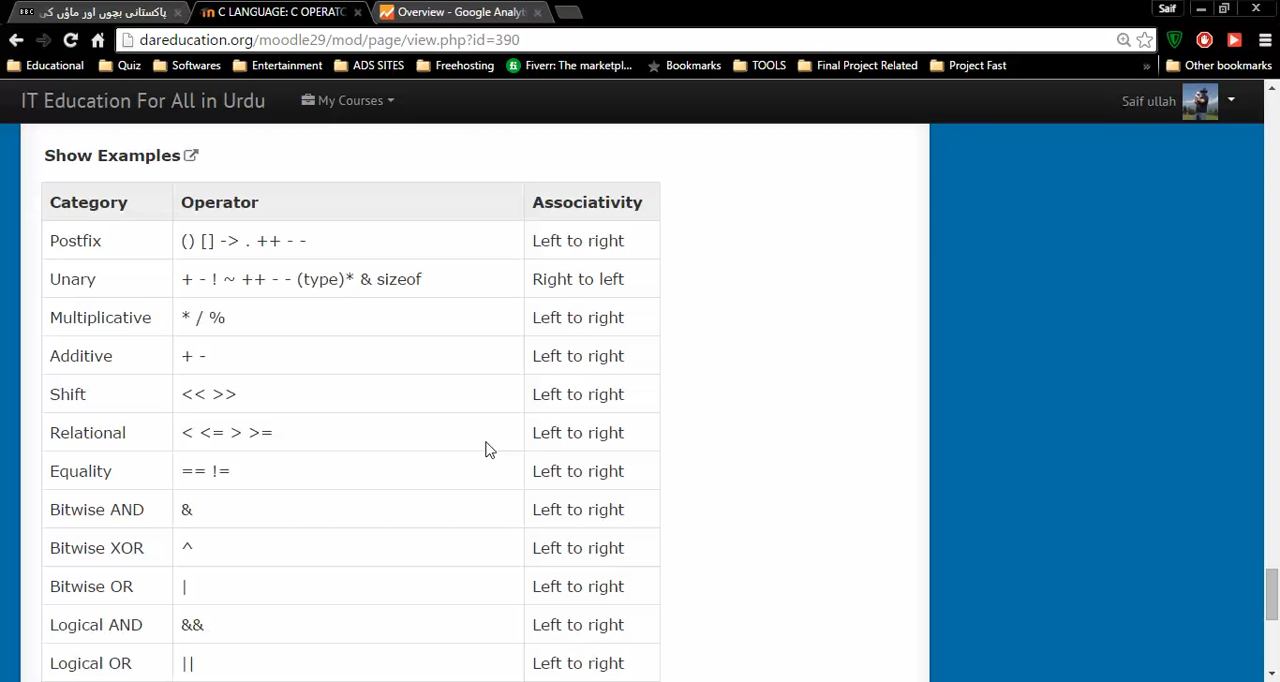 BBC پاکستانی بچوں اور ماؤں کی
C LANGUAGE: C OPERATC
Overview - Google Analyt
Saif
dareducation.org/moodle29/mod/page/view.php?id=390
Educational
Quiz
Softwares
Entertainment
ADS SITES
Freehosting
Fiverr: The marketpl...
Bookmarks
TOOLS
Final Project Related
Project Fast
»
Other bookmarks
IT Education For All in Urdu
My Courses
Saif ullah
Show Examples
Category Operator Associativity
Postfix () [] -> . ++ - - Left to right
Unary + - ! ~ ++ - - (type)* & sizeof Right to left
Multiplicative * / % Left to right
Additive + - Left to right
Shift << >> Left to right
Relational < <= > >= Left to right
Equality == != Left to right
Bitwise AND & Left to right
Bitwise XOR ^ Left to right
Bitwise OR | Left to right
Logical AND && Left to right
Logical OR || Left to right